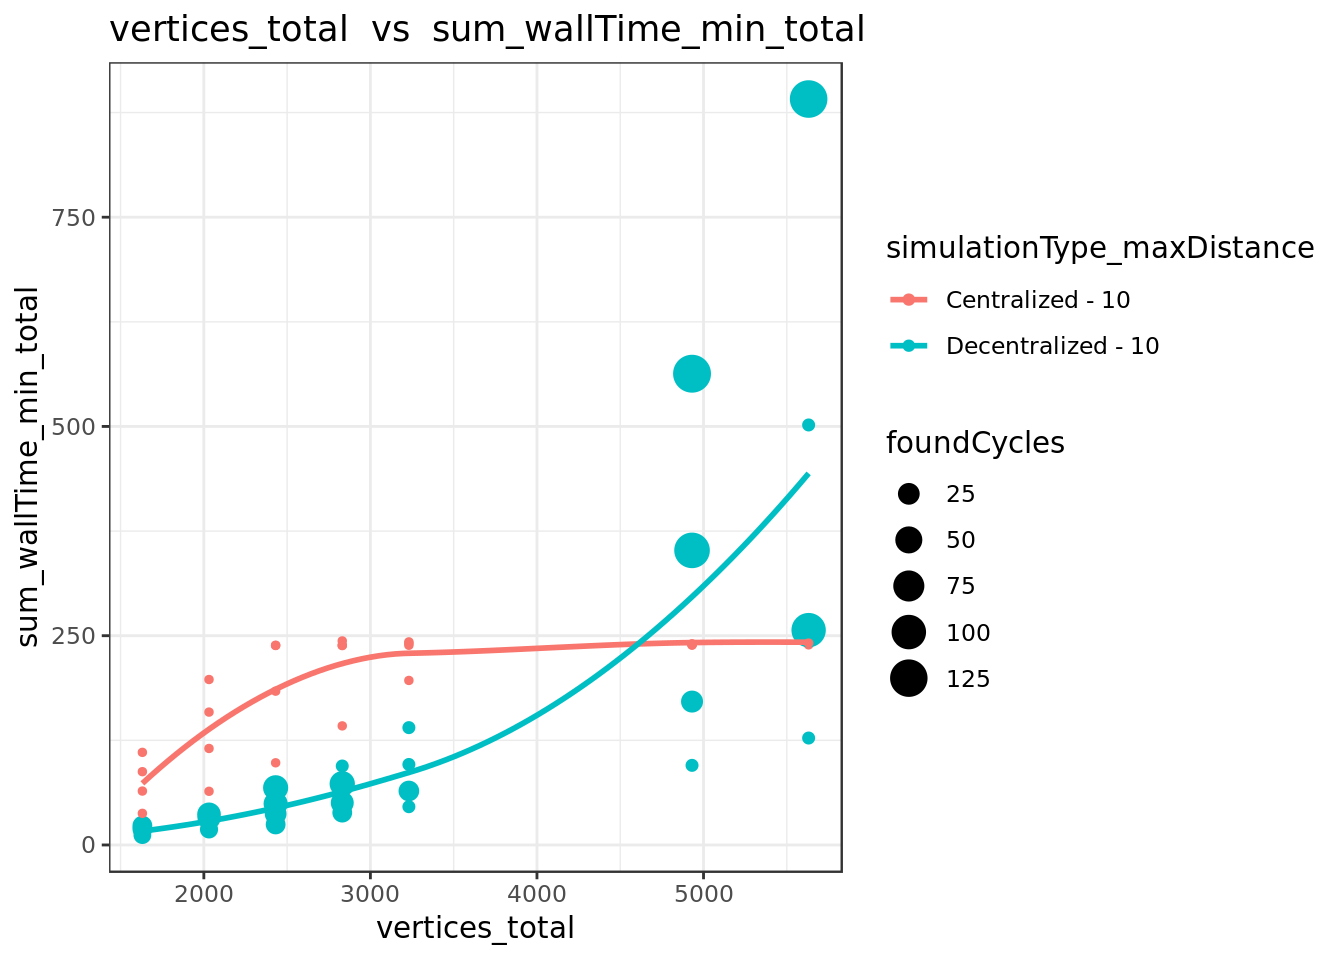 vertices_total vs sum_wallTime_min_total
sum_wallTime_min_total
750
500
250
0
2000 3000 4000 5000
vertices_total
simulationType_maxDistance
Centralized - 10
Decentralized - 10
foundCycles
25
50
75
100
125